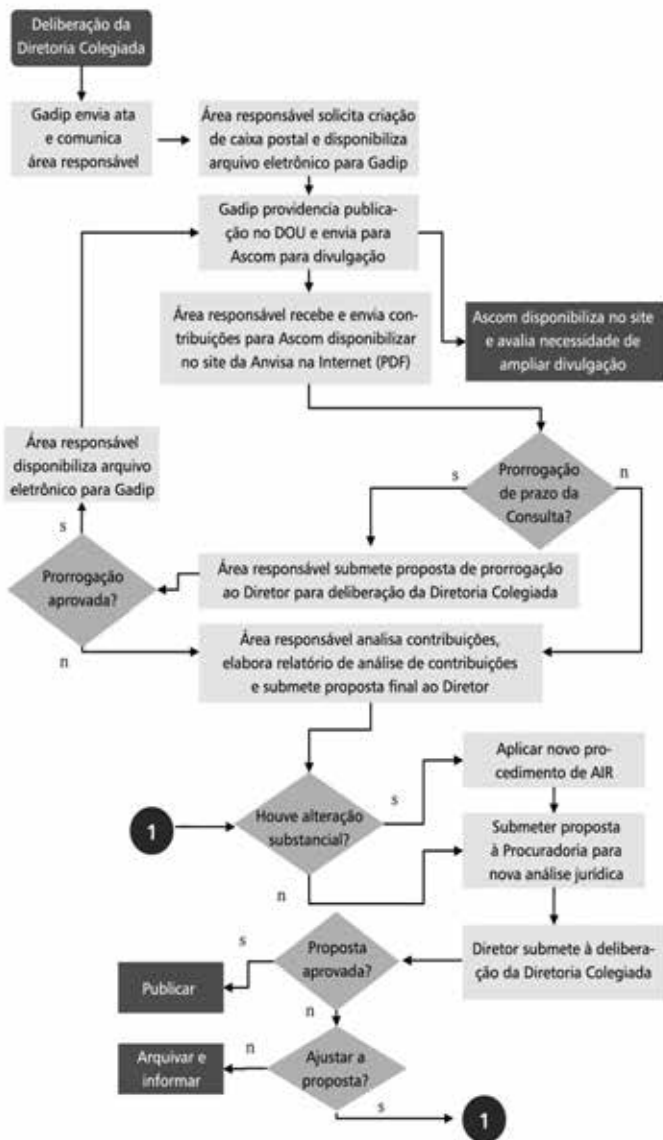 Deliberação da
Diretoria Colegiada
Gadip envia ata
e comunica
área responsável
Área responsável solicita criação
de caixa postal e disponibiliza
arquivo eletrônico para Gadip
Gadip providencia publica-
ção no DOU e envia para
Ascom para divulgação
Área responsável recebe e envia con-
tribuições para Ascom disponibilizar
no site da Anvisa na Internet (PDF)
Ascom disponibiliza no site
e avalia necessidade de
ampliar divulgação
Área responsável
disponibiliza arquivo
eletrônico para Gadip
s
Prorrogação
de prazo da
Consulta?
n
s
Prorrogação
aprovada?
n
Área responsável submete proposta de prorrogação
ao Diretor para deliberação da Diretoria Colegiada
Área responsável analisa contribuições,
elabora relatório de análise de contribuições
e submete proposta final ao Diretor
1
Houve alteração
substancial?
s
n
Aplicar novo pro-
cedimento de AIR
Submeter proposta
à Procuradoria para
nova análise jurídica
Diretor submete à delibe-
ração da Diretoria Colegiada
Proposta
aprovada?
s
Publicar
n
Ajustar a
proposta?
n
Arquivar e
informar
s
1